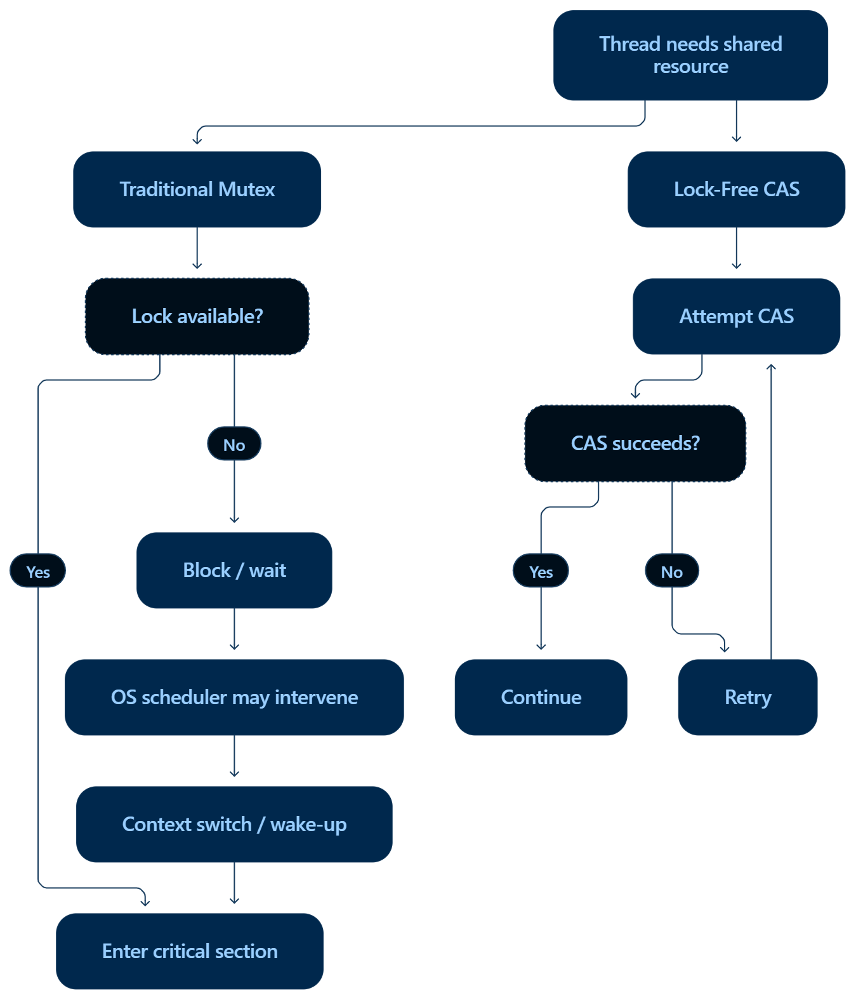 Thread needs shared
resource
Traditional Mutex
Lock-Free CAS
Lock available?
Attempt CAS
No
CAS succeeds?
Yes
Block / wait
Yes
No
OS scheduler may intervene
Continue
Retry
Context switch / wake-up
Enter critical section